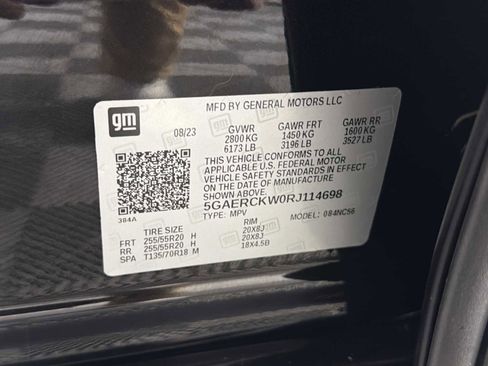 MFD BY GENERAL MOTORS LLC
gm
08/23 GVWR GAWR FRT GAWR RR
2800 KG 1450 KG 1600 KG
6173 LB 3196 LB 3527 LB
THIS VEHICLE CONFORMS TO ALL
APPLICABLE U.S. FEDERAL MOTOR
VEHICLE SAFETY STANDARDS IN EFFECT
ON THE DATE OF MANUFACTURE
5GAERCKW0RJ114698
384A TYPE: MPV MODEL: 084NC56
TIRE SIZE RIM
FRT 255/55R20 H 20X8J
RR 255/55R20 H 20X8J
SPA T135/70R18 M 18X4.5B